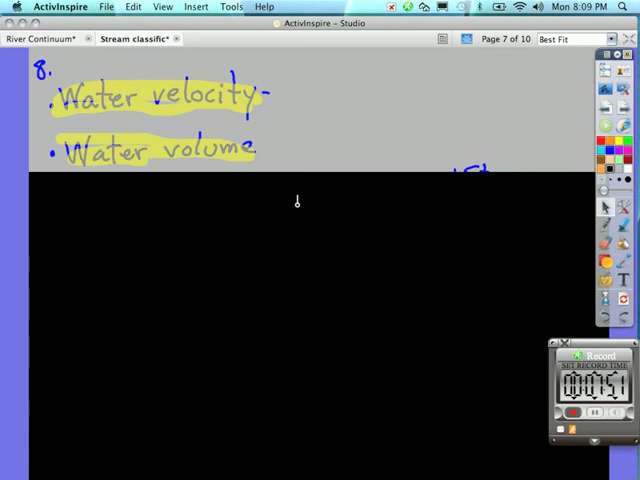 ActivInspire File Edit View Insert Tools Help Mon 8:09 PM
ActivInspire - Studio
River Continuum* Stream classific* Page 7 of 10 Best Fit
8.
• Water velocity-
• Water volume
T
Record
SET RECORD TIME
00:07:51